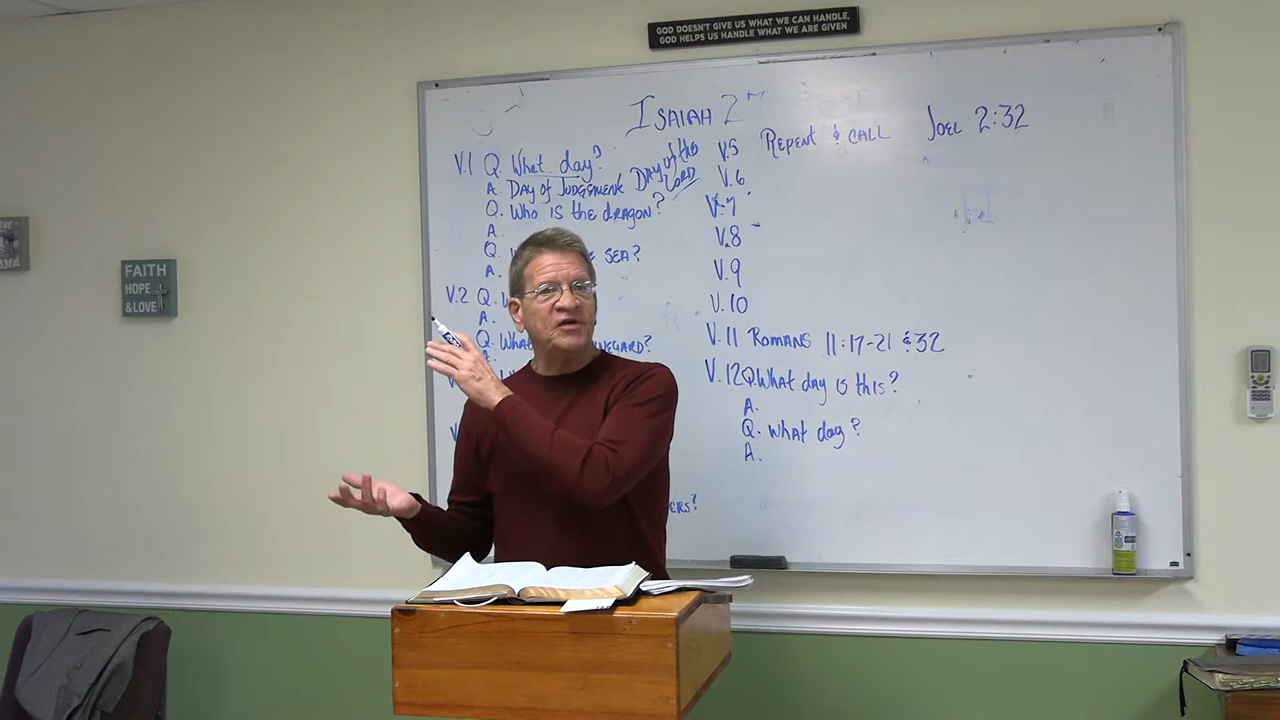 GOD DOESN'T GIVE US WHAT WE CAN HANDLE,
GOD HELPS US HANDLE WHAT WE ARE GIVEN
ISAIAH 27
V.1 Q. What day?
A. DAY OF JUDGEMENT DAY of the LORD
Q. Who IS the dragon?
A.
Q. SEA?
A.
V.2 Q.
A.
Q. What
V.5 Repent & CALL JOEL 2:32
V.6
V.7
V.8
V.9
V.10
V.11 ROMANS 11:17-21 & 32
V.12 Q. What day is this?
A.
Q. What day?
A.
ERS?
FAITH
HOPE
& LOVE